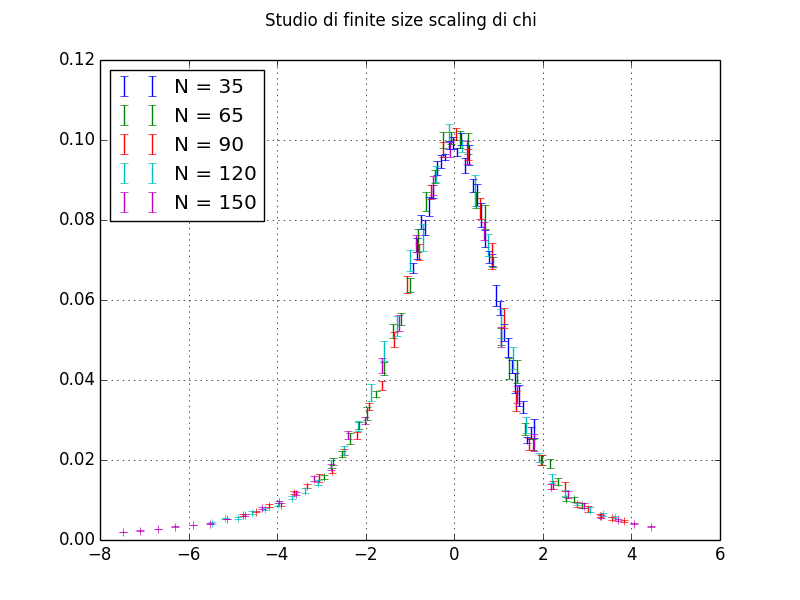 Studio di finite size scaling di chi
0.12
0.10
0.08
0.06
0.04
0.02
0.00
N = 35
N = 65
N = 90
N = 120
N = 150
−8 −6 −4 −2 0 2 4 6